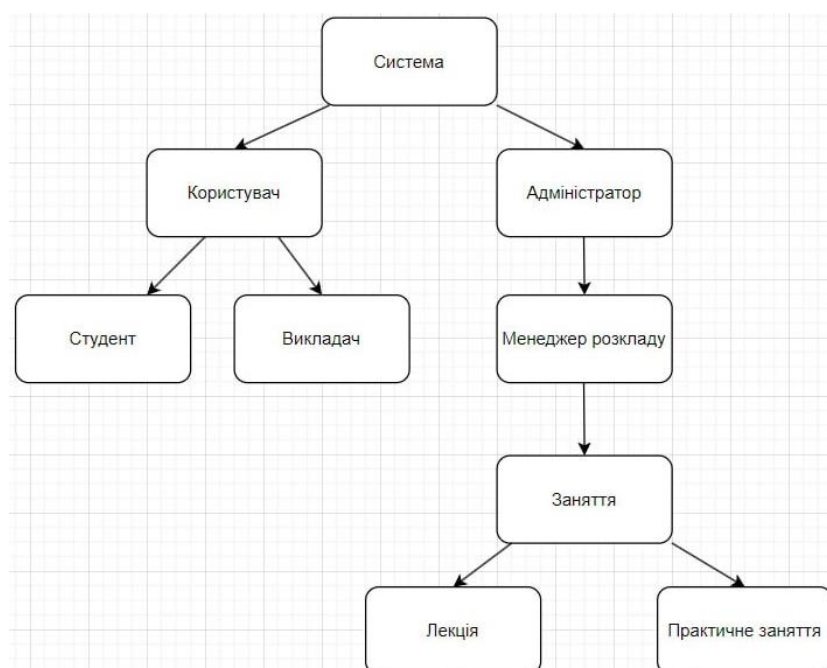 Система
Користувач
Адміністратор
Студент
Викладач
Менеджер розкладу
Заняття
Лекція
Практичне заняття